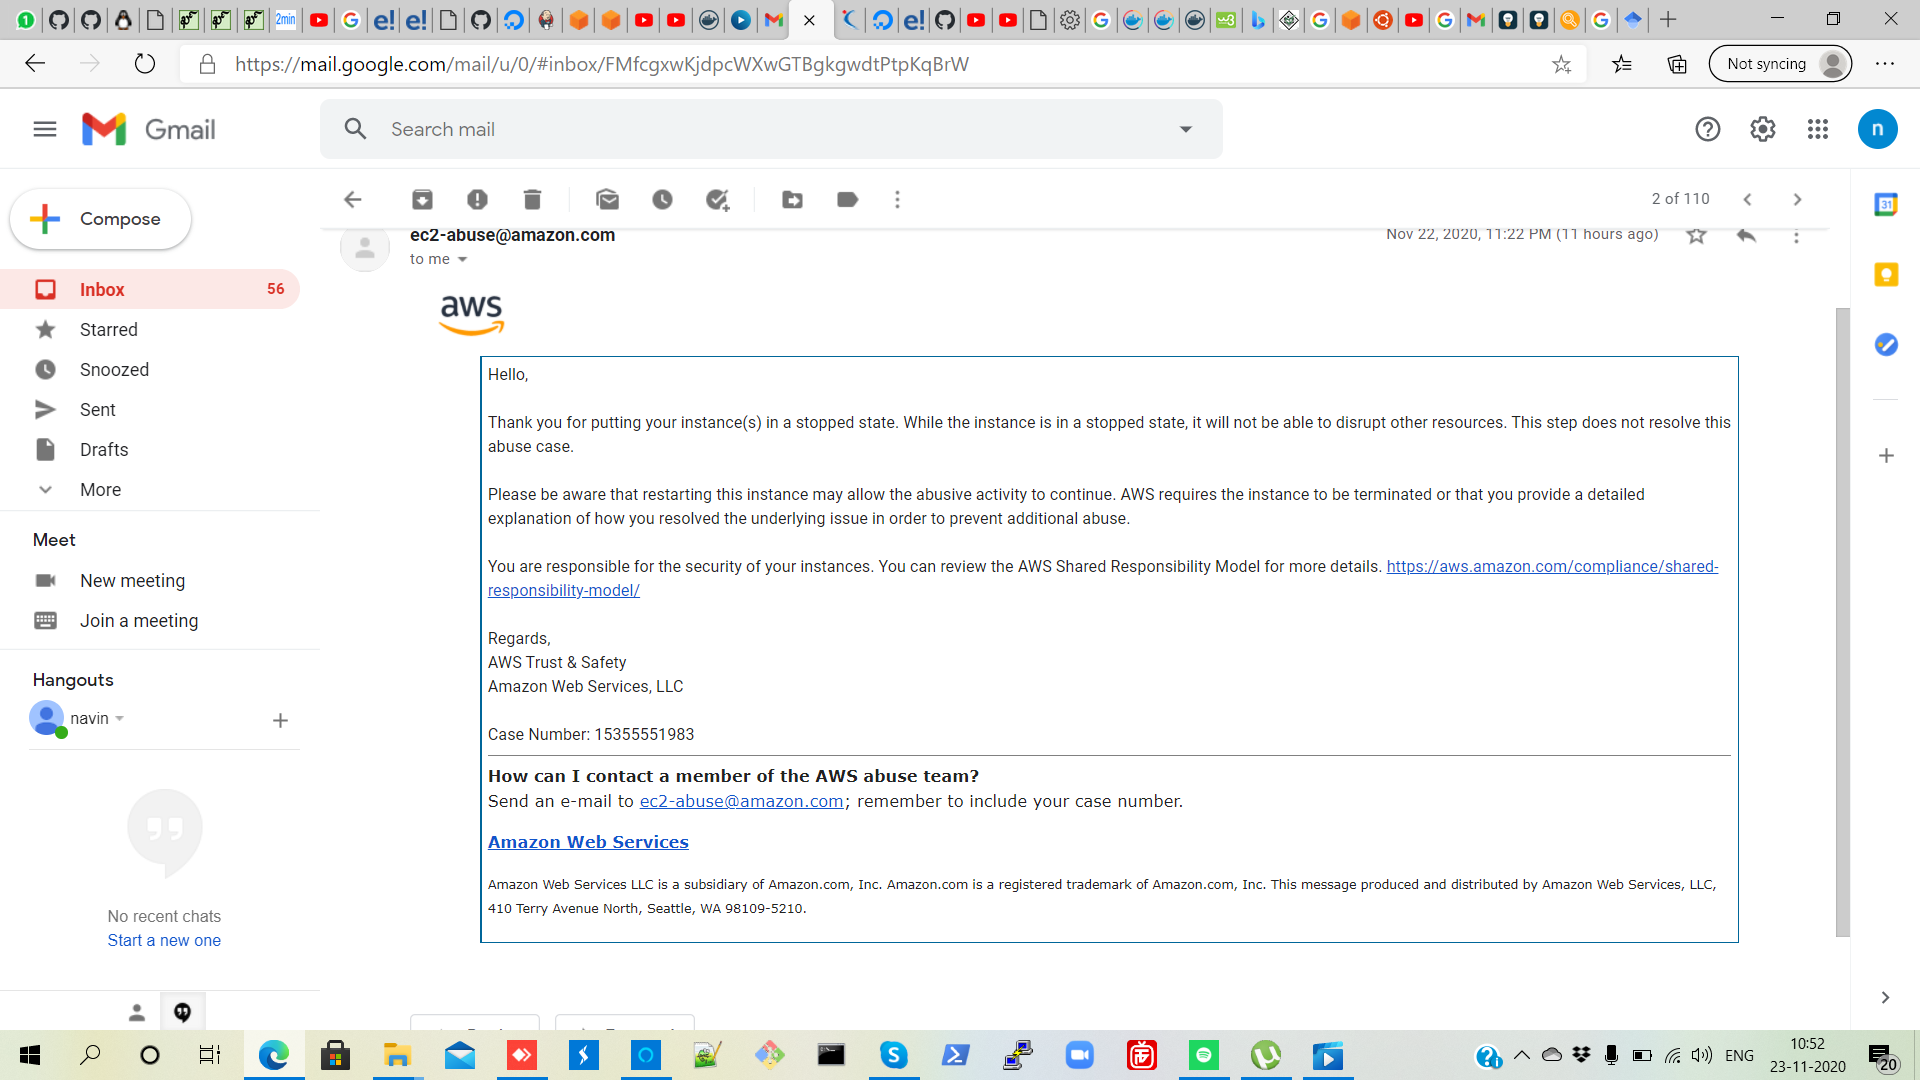 https://mail.google.com/mail/u/0/#inbox/FMfcgxwKjdpcWXwGTBgkgwdtPtpKqBrW
Not syncing
Gmail
Search mail
n
Compose
2 of 110
ec2-abuse@amazon.com
Nov 22, 2020, 11:22 PM (11 hours ago)
to me
Inbox
56
Starred
Snoozed
Sent
Drafts
More
Meet
New meeting
Join a meeting
Hangouts
navin
No recent chats
Start a new one
aws
Hello,
Thank you for putting your instance(s) in a stopped state. While the instance is in a stopped state, it will not be able to disrupt other resources. This step does not resolve this
abuse case.
Please be aware that restarting this instance may allow the abusive activity to continue. AWS requires the instance to be terminated or that you provide a detailed
explanation of how you resolved the underlying issue in order to prevent additional abuse.
You are responsible for the security of your instances. You can review the AWS Shared Responsibility Model for more details. https://aws.amazon.com/compliance/shared-
responsibility-model/
Regards,
AWS Trust & Safety
Amazon Web Services, LLC
Case Number: 15355551983
How can I contact a member of the AWS abuse team?
Send an e-mail to ec2-abuse@amazon.com; remember to include your case number.
Amazon Web Services
Amazon Web Services LLC is a subsidiary of Amazon.com, Inc. Amazon.com is a registered trademark of Amazon.com, Inc. This message produced and distributed by Amazon Web Services, LLC,
410 Terry Avenue North, Seattle, WA 98109-5210.
31
ENG
10:52
23-11-2020
20